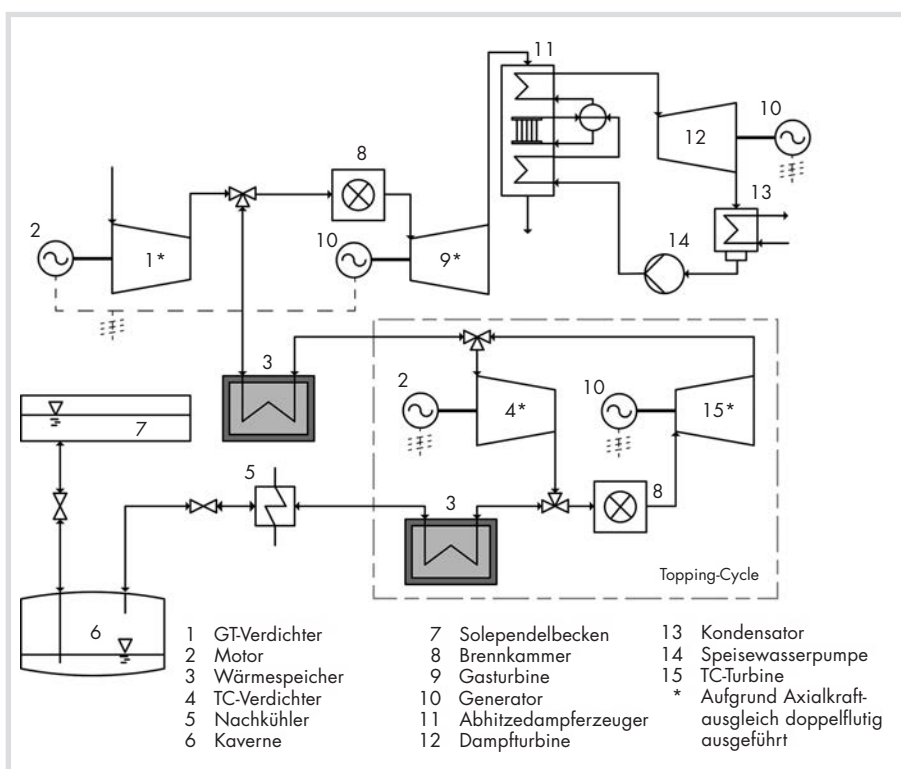 11
10
12
8
13
2
10
14
1*
9*
3
2
10
7
4*
15*
5
3
8
Topping-Cycle
6
1 GT-Verdichter
2 Motor
3 Wärmespeicher
4 TC-Verdichter
5 Nachkühler
6 Kaverne
7 Solependelbecken
8 Brennkammer
9 Gasturbine
10 Generator
11 Abhitzedampferzeuger
12 Dampfturbine
13 Kondensator
14 Speisewasserpumpe
15 TC-Turbine
* Aufgrund Axialkraft-
ausgleich doppelflutig
ausgeführt